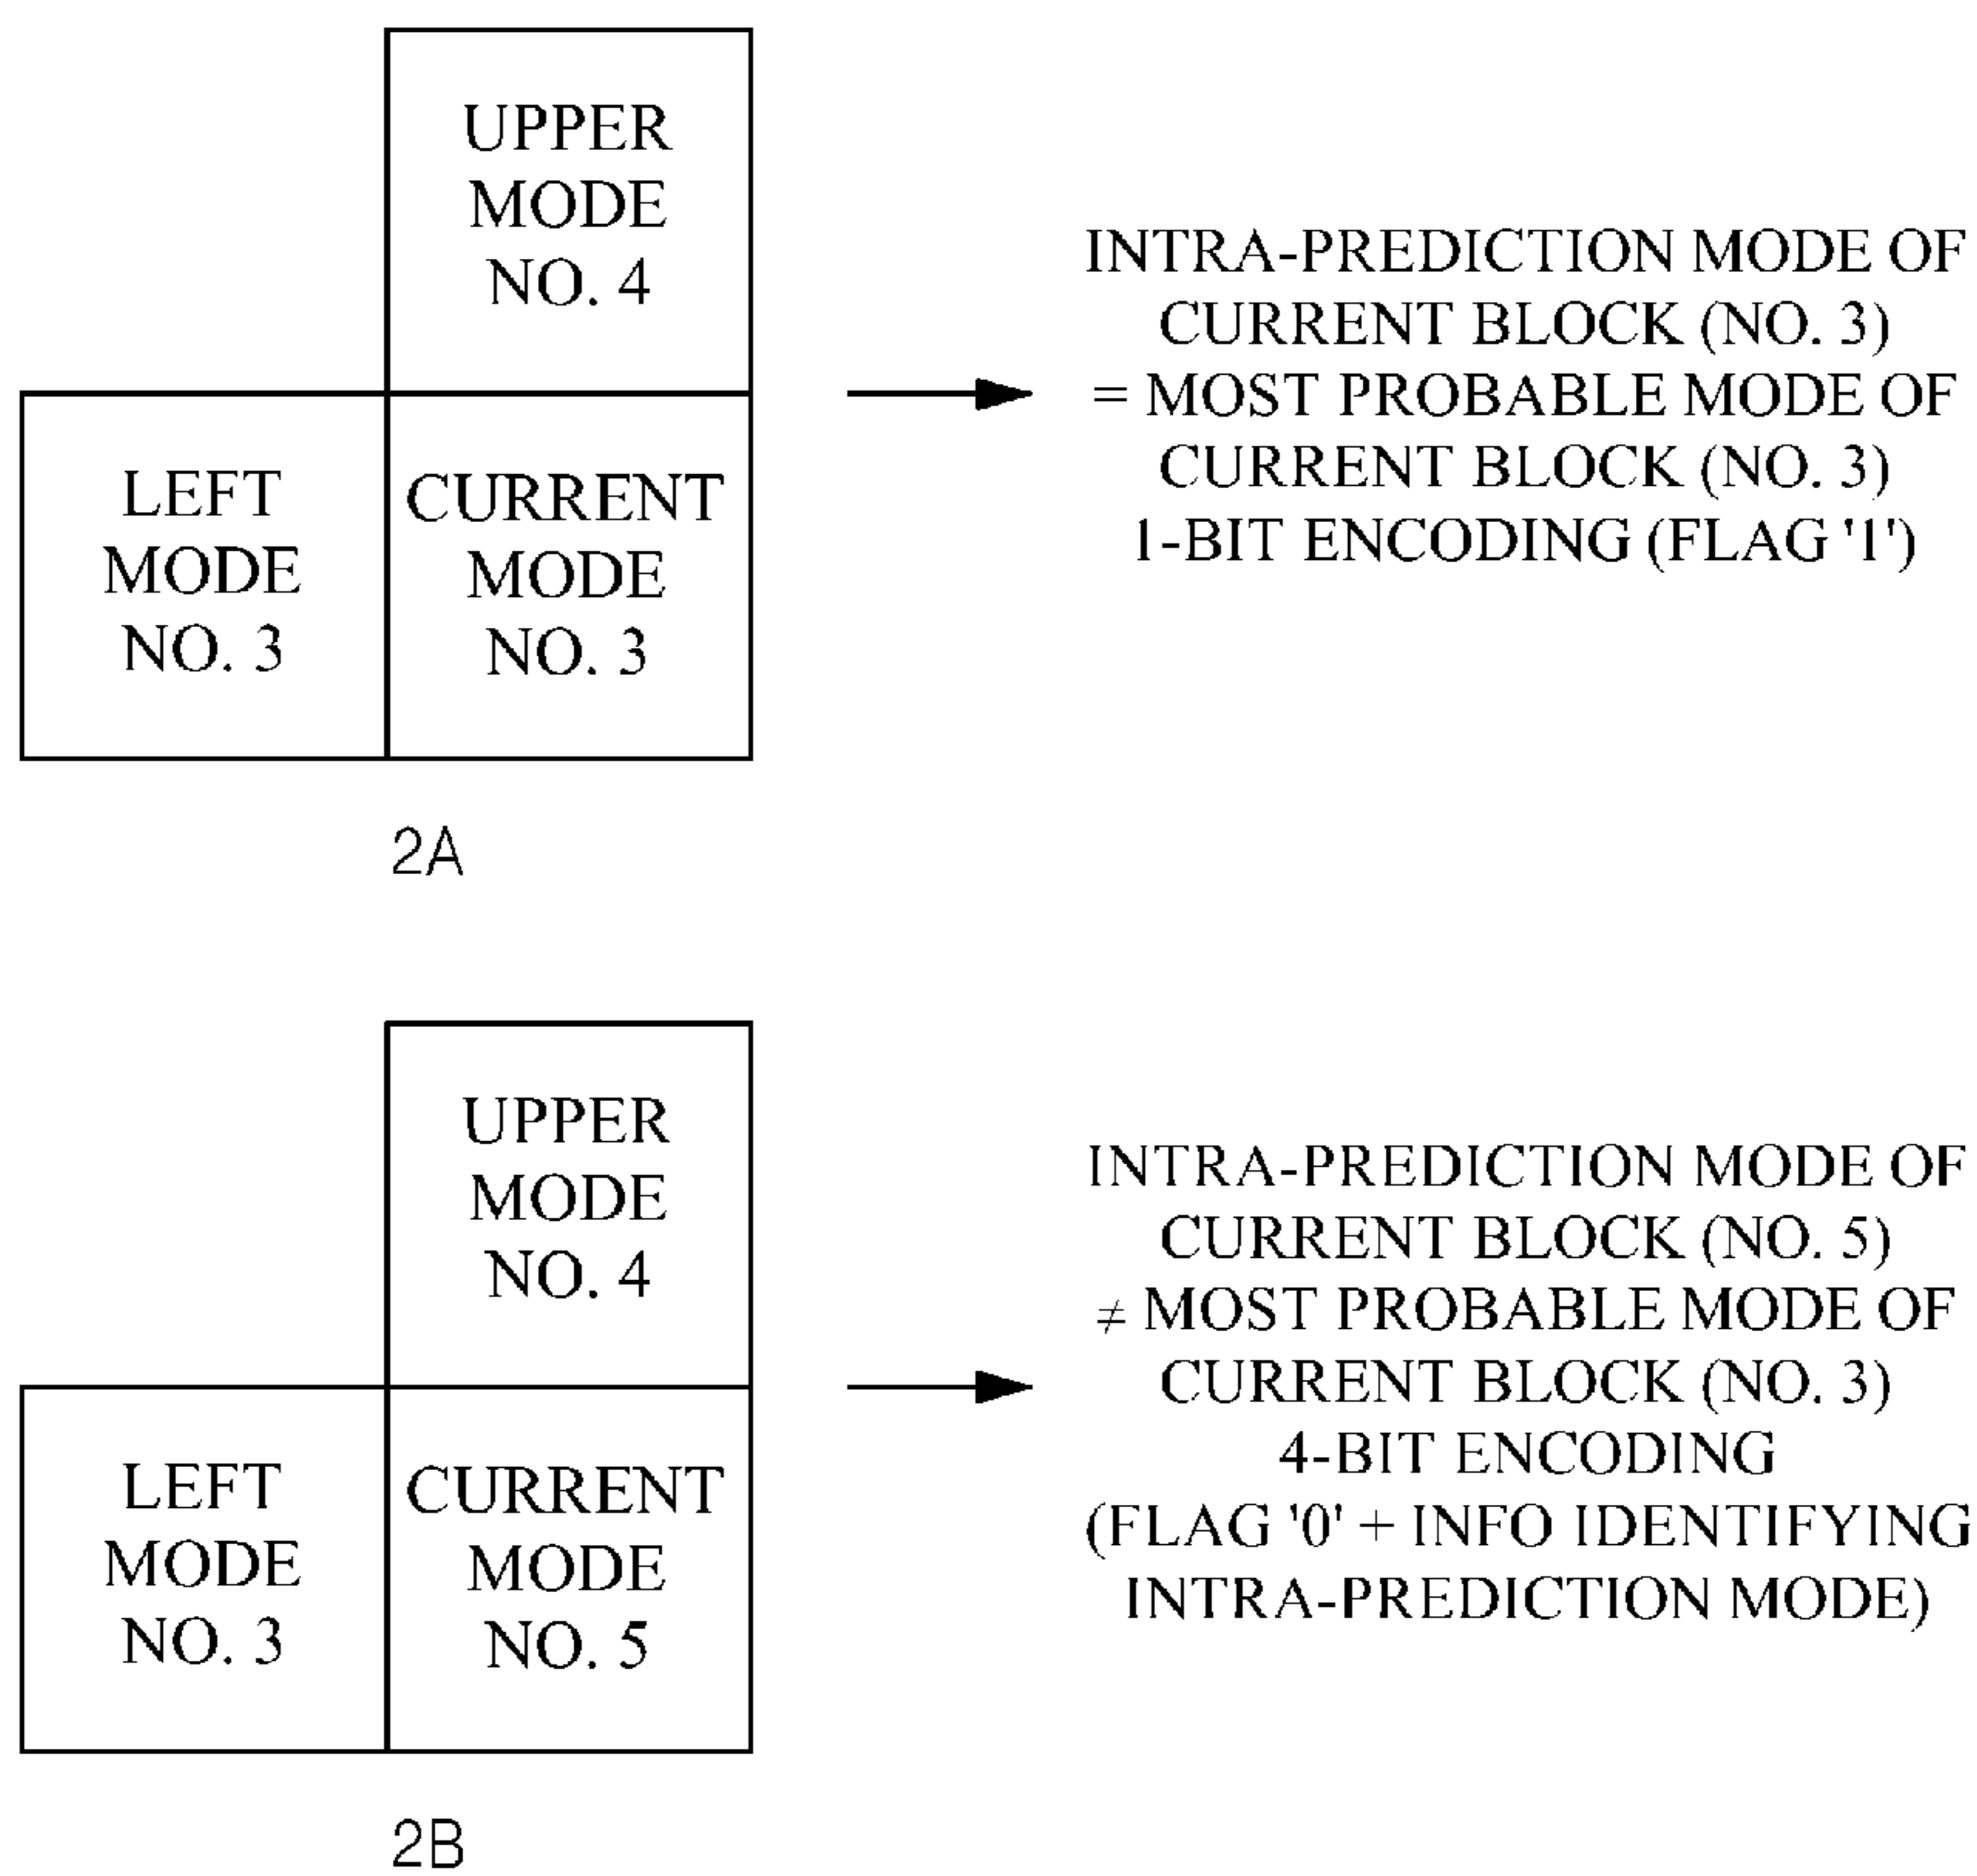 UPPER
MODE
NO. 4
LEFT
MODE
NO. 3
CURRENT
MODE
NO. 3
INTRA-PREDICTION MODE OF
CURRENT BLOCK (NO. 3)
= MOST PROBABLE MODE OF
CURRENT BLOCK (NO. 3)
1-BIT ENCODING (FLAG '1')
2A
UPPER
MODE
NO. 4
LEFT
MODE
NO. 3
CURRENT
MODE
NO. 5
INTRA-PREDICTION MODE OF
CURRENT BLOCK (NO. 5)
≠ MOST PROBABLE MODE OF
CURRENT BLOCK (NO. 3)
4-BIT ENCODING
(FLAG '0' + INFO IDENTIFYING
INTRA-PREDICTION MODE)
2B